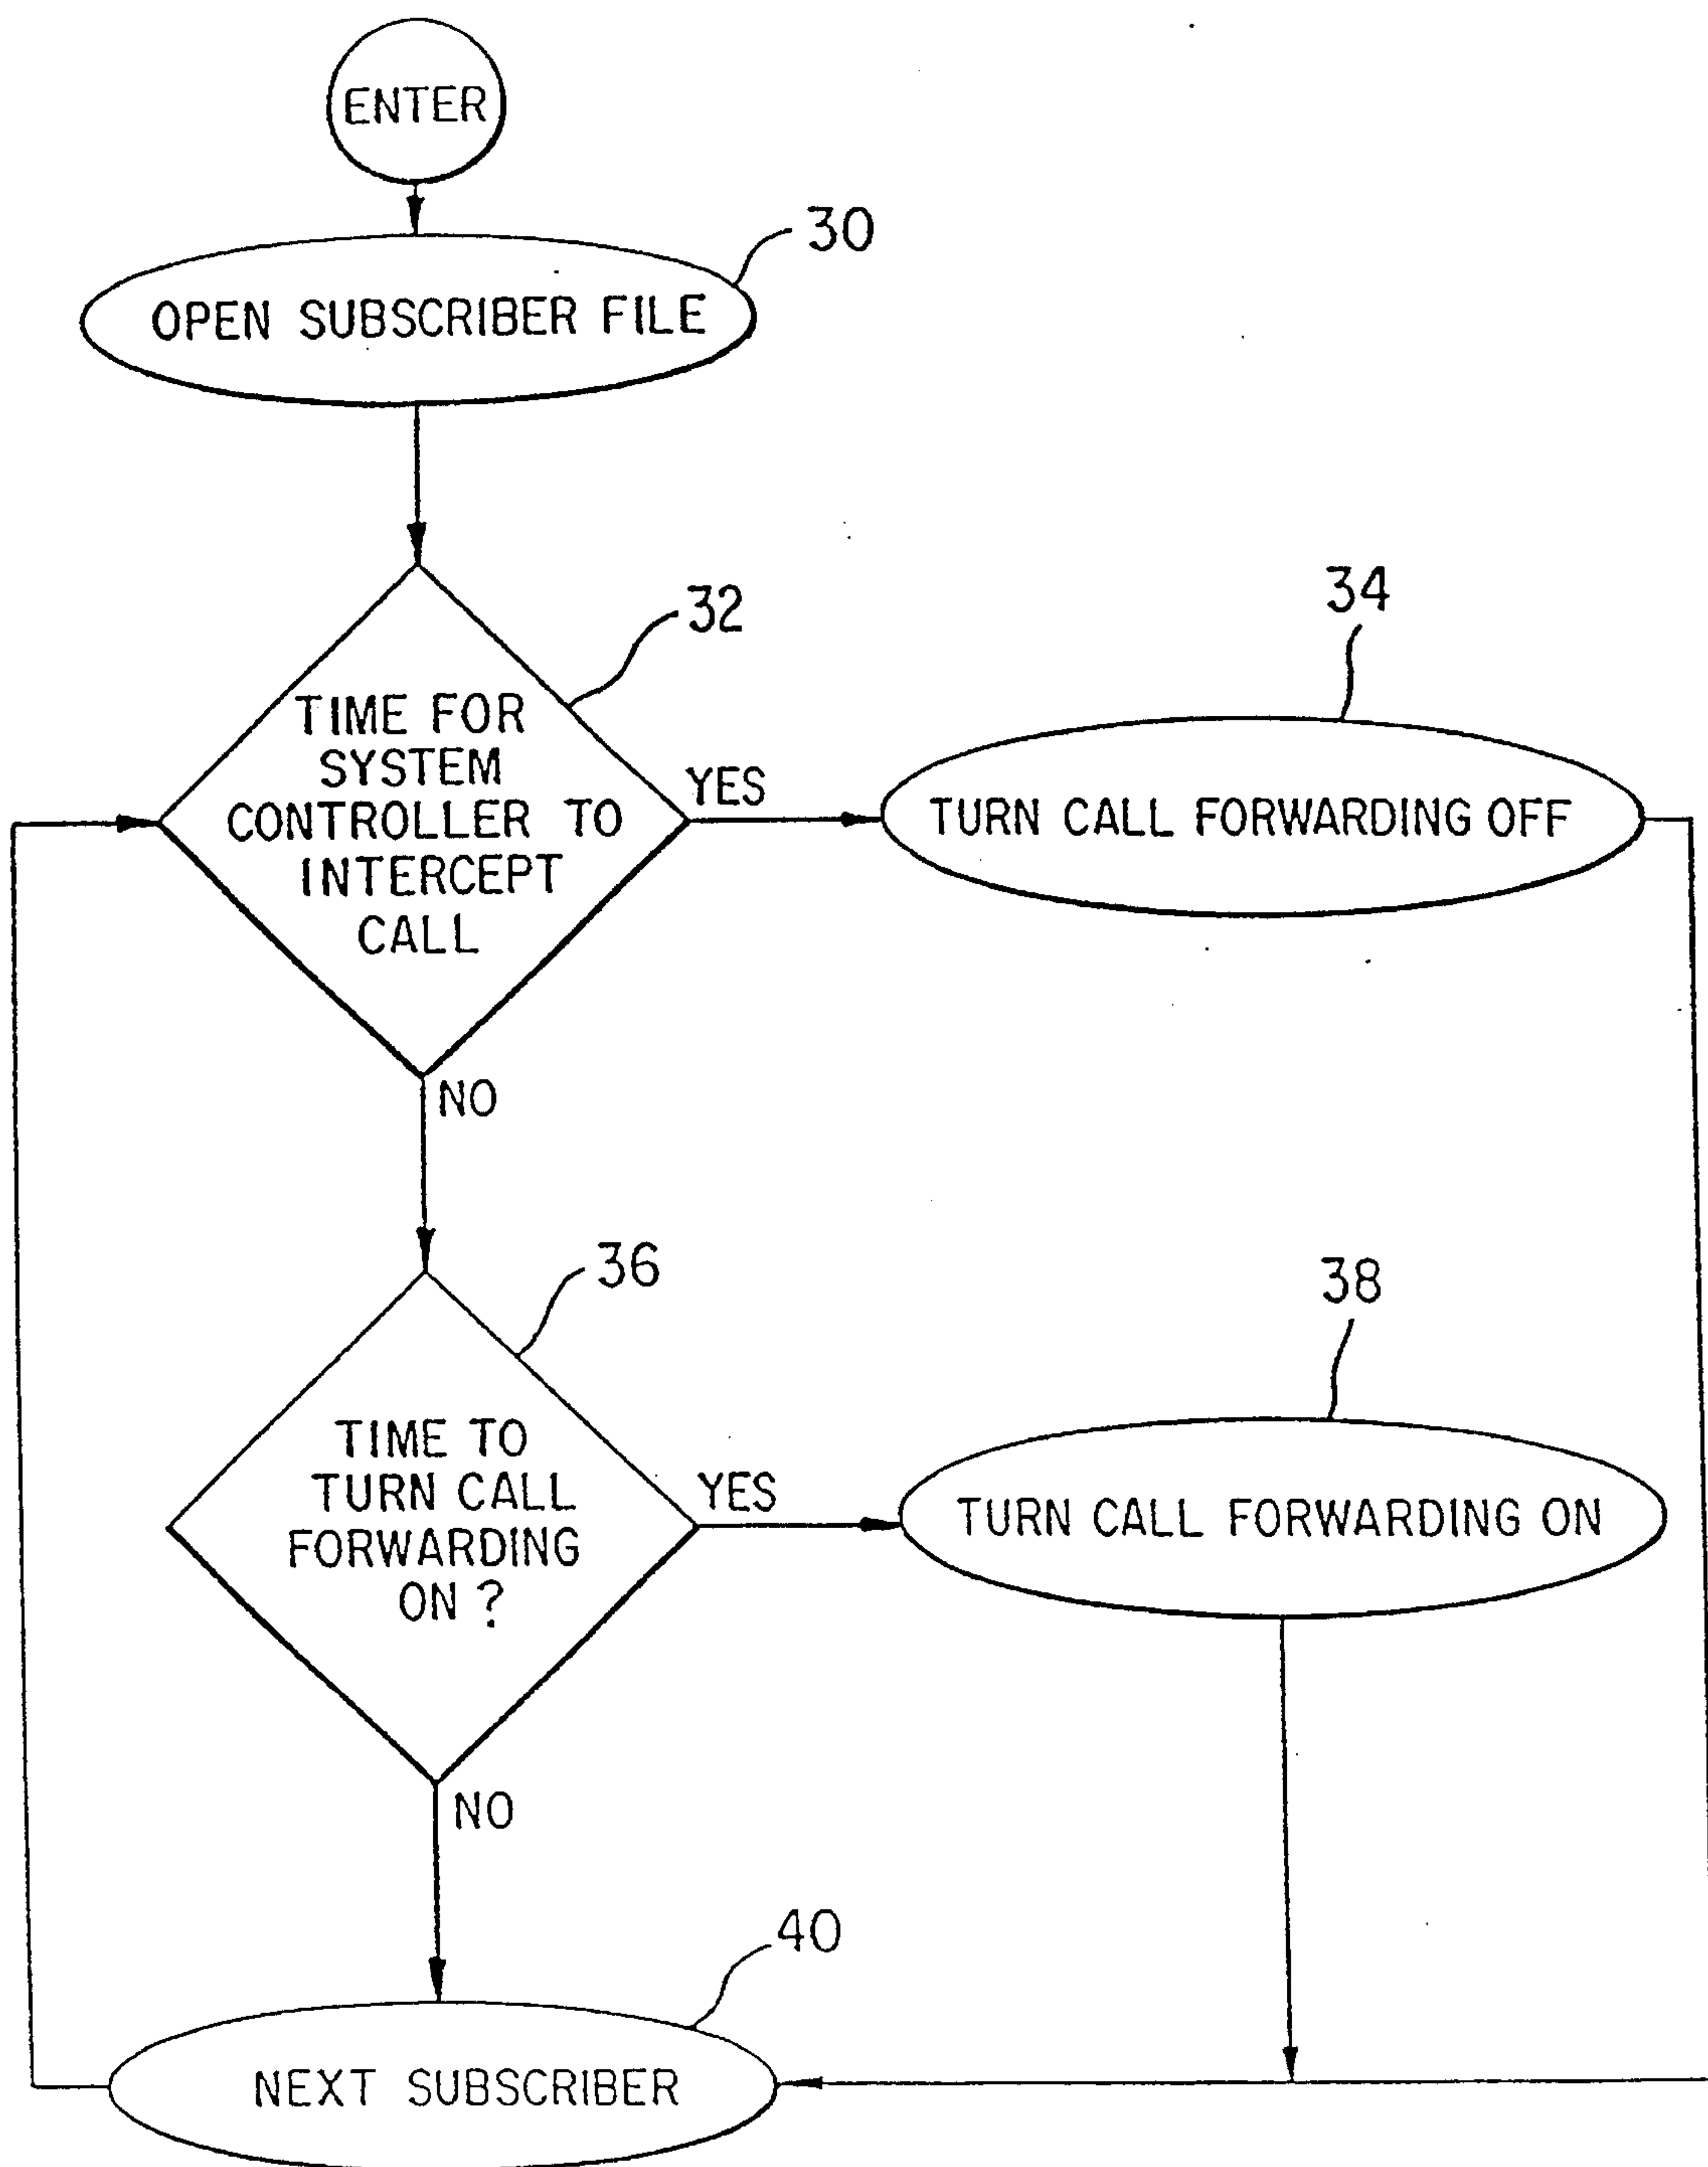 ENTER
30
OPEN SUBSCRIBER FILE
32
34
TIME FOR
SYSTEM
CONTROLLER TO
INTERCEPT
CALL
YES
TURN CALL FORWARDING OFF
NO
36
38
TIME TO
TURN CALL
FORWARDING
ON ?
YES
TURN CALL FORWARDING ON
NO
40
NEXT SUBSCRIBER